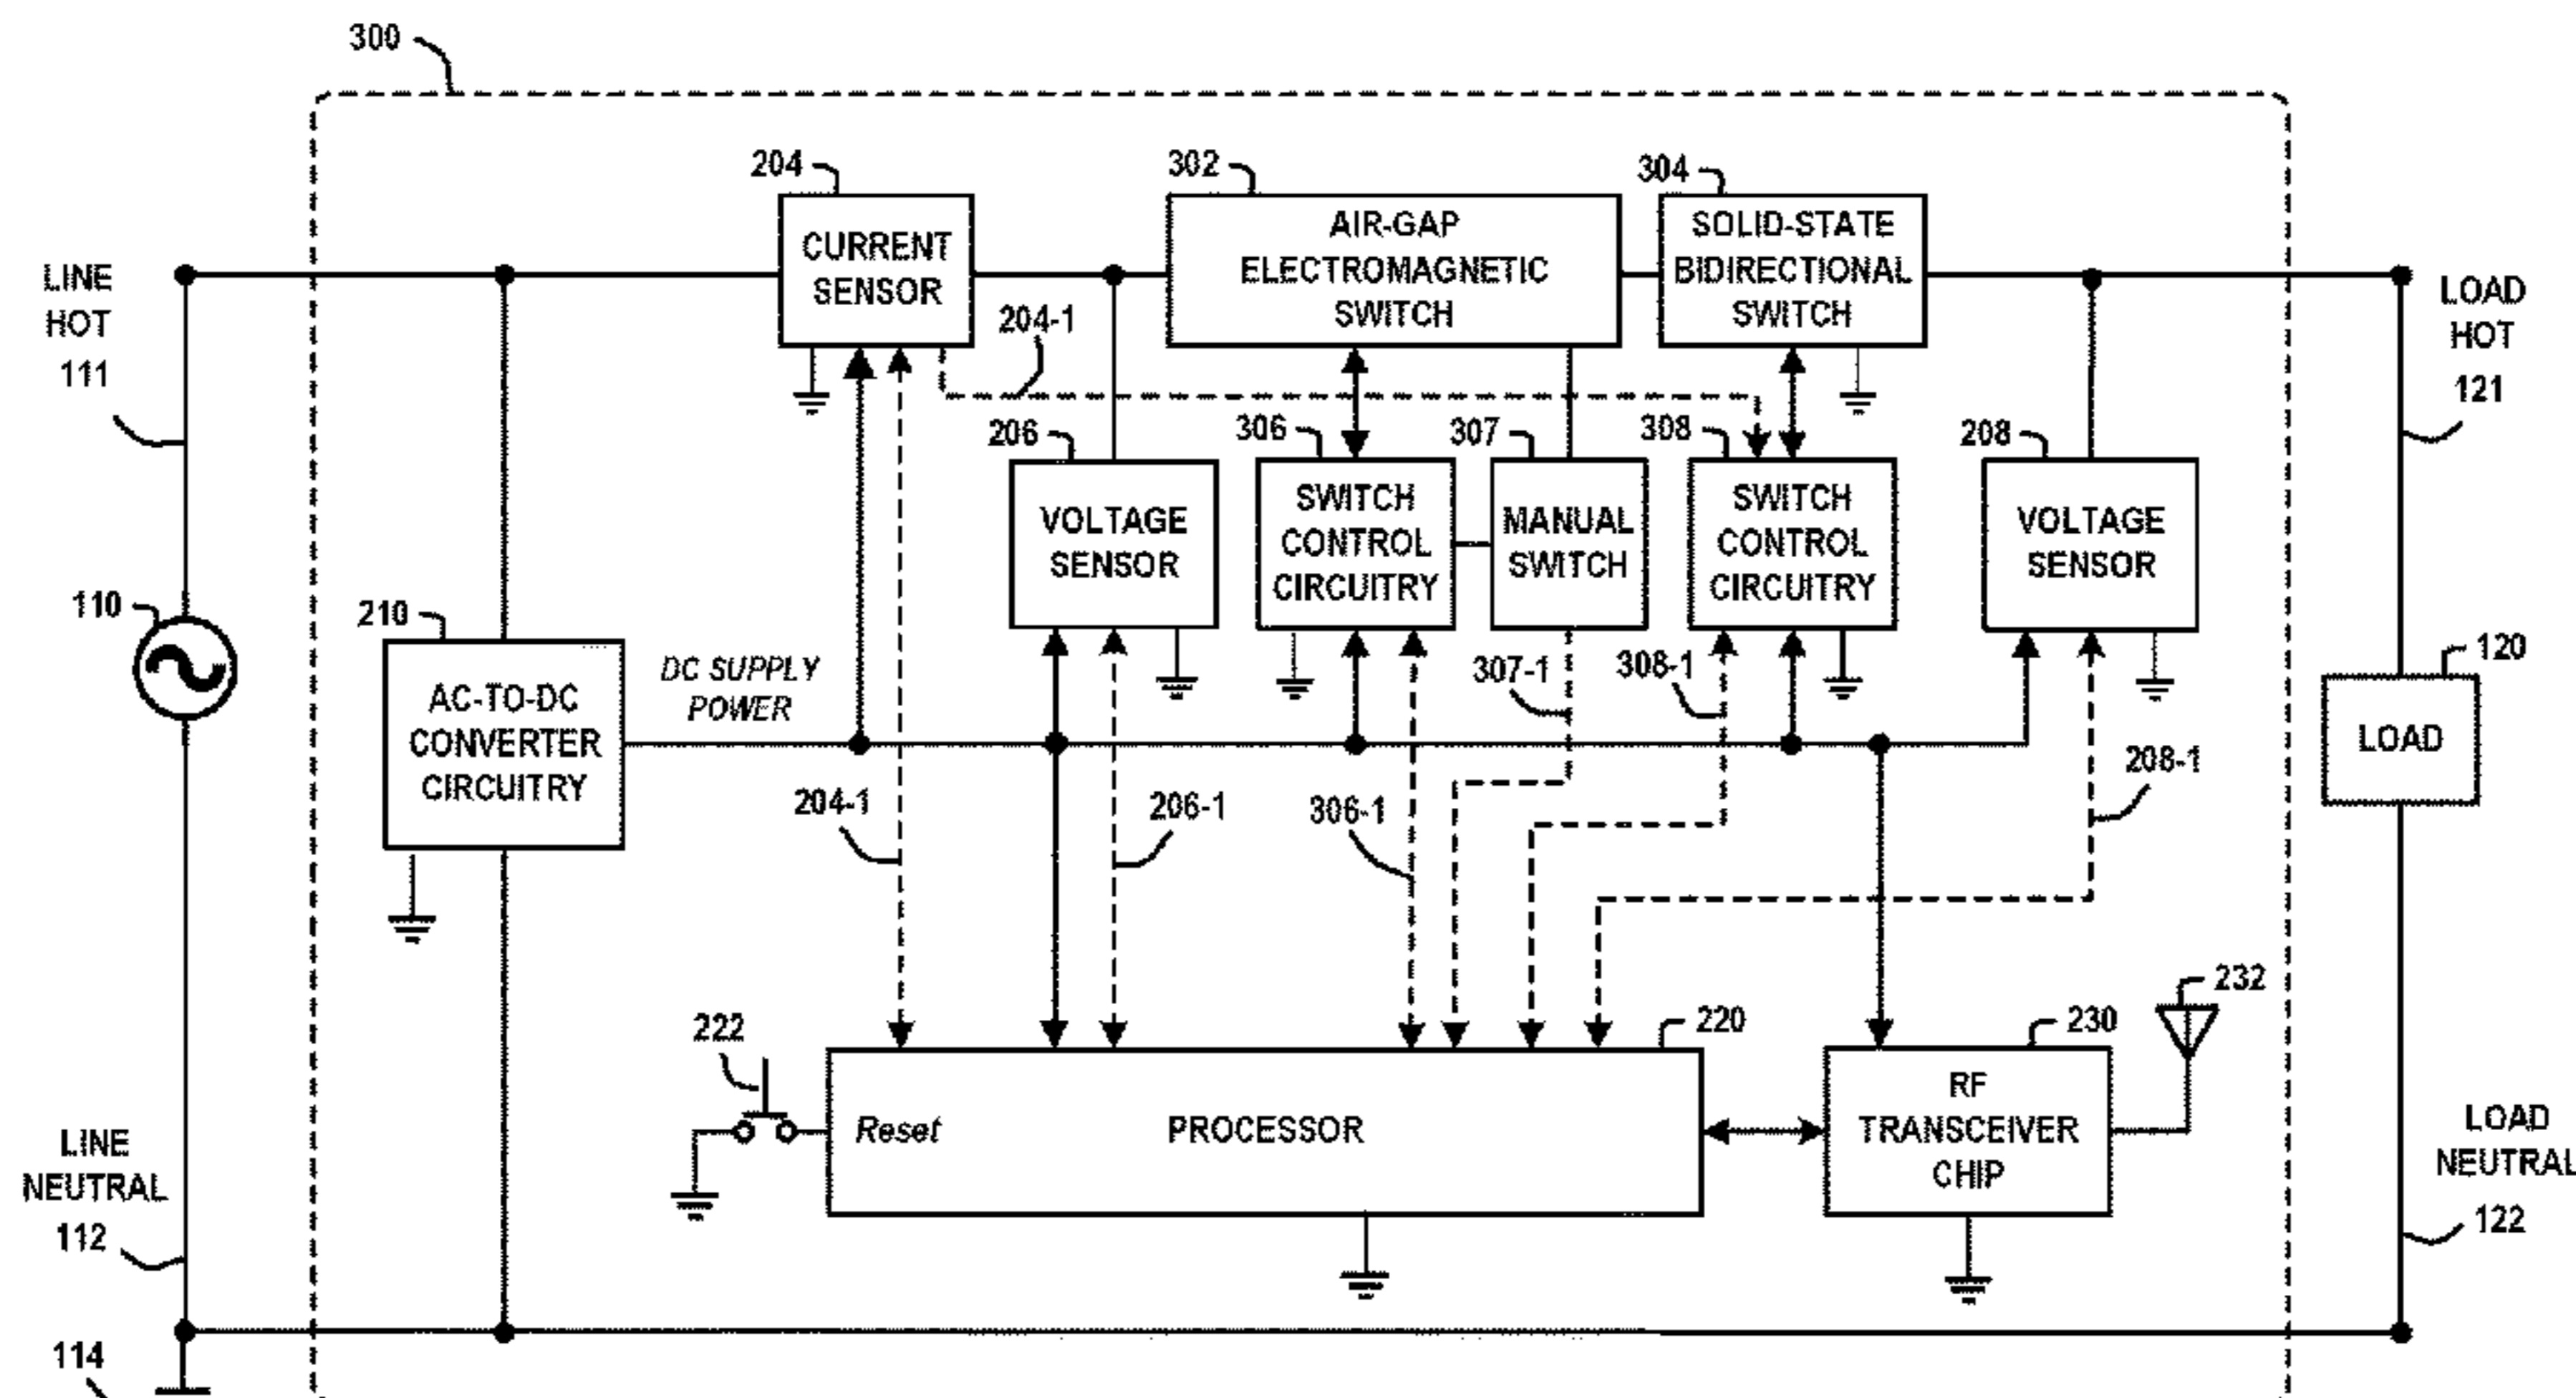 300
204
302
304
CURRENT
SENSOR
AIR-GAP
ELECTROMAGNETIC
SWITCH
SOLID-STATE
BIDIRECTIONAL
SWITCH
LINE
HOT
111
204-1
LOAD
HOT
121
206
306
307
308
208
VOLTAGE
SENSOR
SWITCH
CONTROL
CIRCUITRY
MANUAL
SWITCH
SWITCH
CONTROL
CIRCUITRY
VOLTAGE
SENSOR
110
210
AC-TO-DC
CONVERTER
CIRCUITRY
DC SUPPLY
POWER
307-1
308-1
120
LOAD
204-1
206-1
306-1
208-1
222
220
230
232
Reset
PROCESSOR
RF
TRANSCEIVER
CHIP
LINE
NEUTRAL
112
LOAD
NEUTRAL
122
114